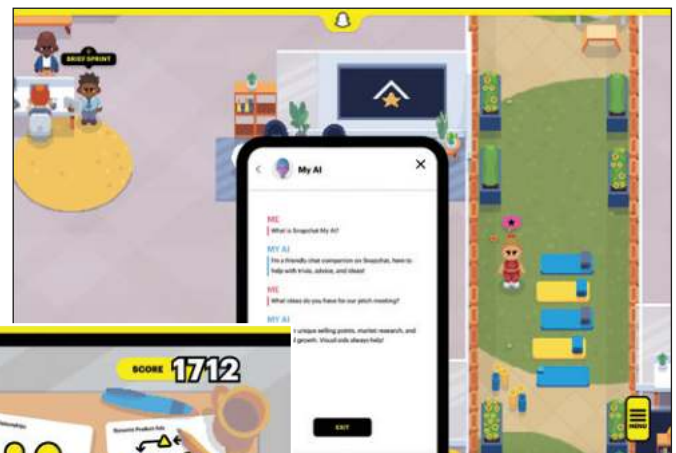 BRIEF SPRINT
My AI
ME
What is Snapchat My AI?
MY AI
I'm a friendly chat companion on Snapchat, here to
help with trivia, advice, and ideas!
ME
What ideas do you have for our pitch meeting?
MY AI
unique selling points, market research, and
growth. Visual aids always help!
EXIT
MENU
SCORE 1712